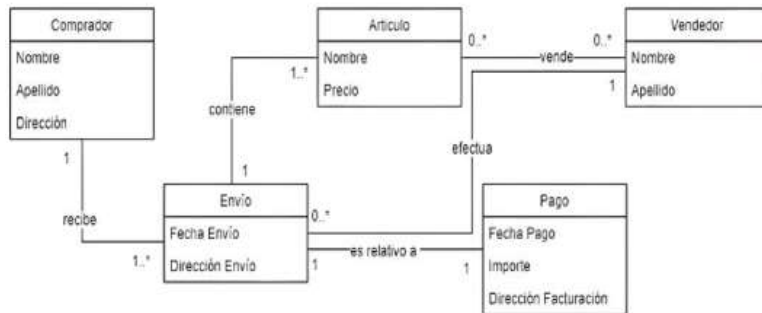 Comprador
Nombre
Apellido
Dirección
Articulo
Nombre
Precio
Vendedor
Nombre
Apellido
0..*
vende
0..*
1..*
contiene
1
1
efectua
1
recibe
1..*
Envío
Fecha Envío
Dirección Envío
0..*
1
es relativo a
1
Pago
Fecha Pago
Importe
Dirección Facturación